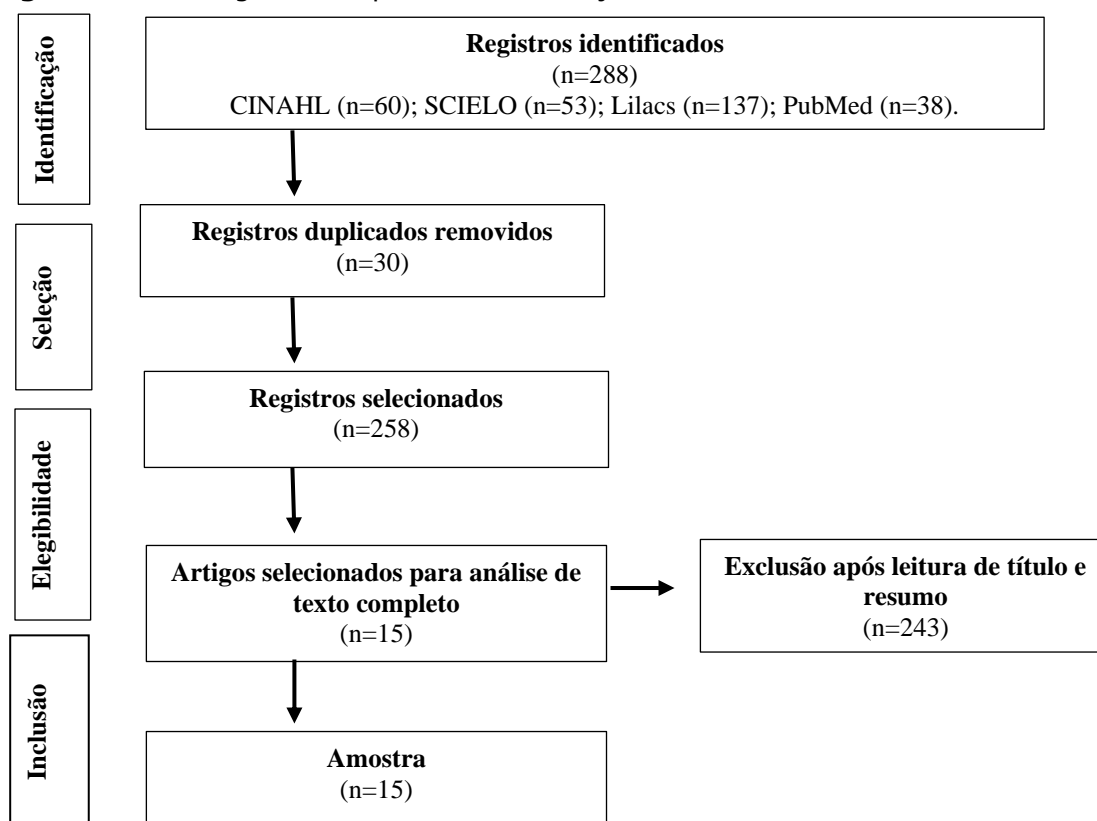 Identificação
Registros identificados
(n=288)
CINAHL (n=60); SCIELO (n=53); Lilacs (n=137); PubMed (n=38).
Seleção
Registros duplicados removidos
(n=30)
Registros selecionados
(n=258)
Elegibilidade
Artigos selecionados para análise de
texto completo
(n=15)
Exclusão após leitura de título e
resumo
(n=243)
Inclusão
Amostra
(n=15)